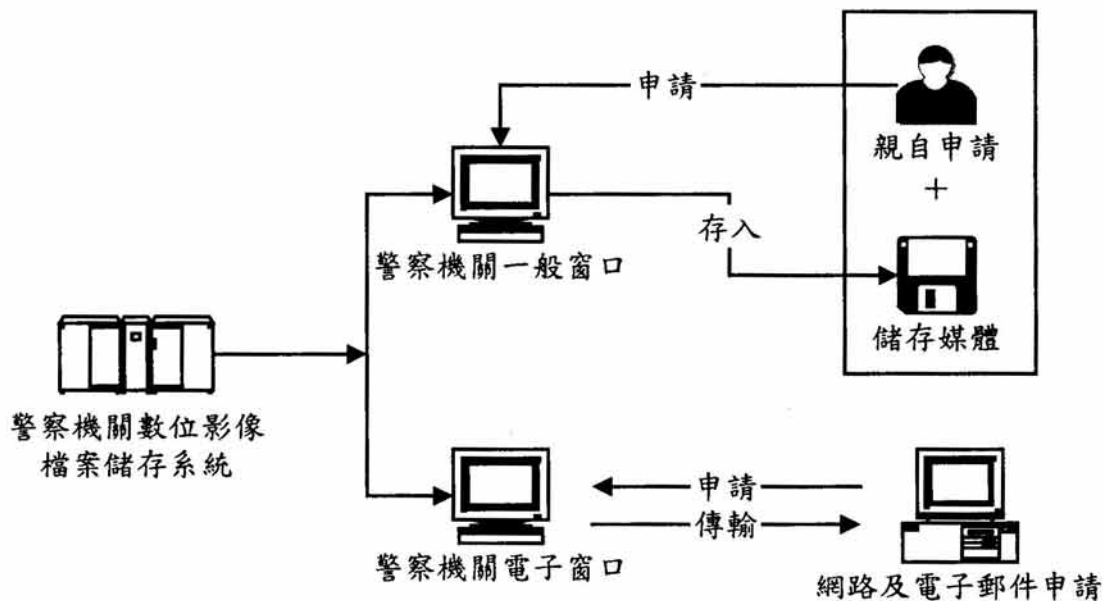 申請
親自申請
+
存入
警察機關一般窗口
儲存媒體
警察機關數位影像
檔案儲存系統
申請
傳輸
警察機關電子窗口
網路及電子郵件申請